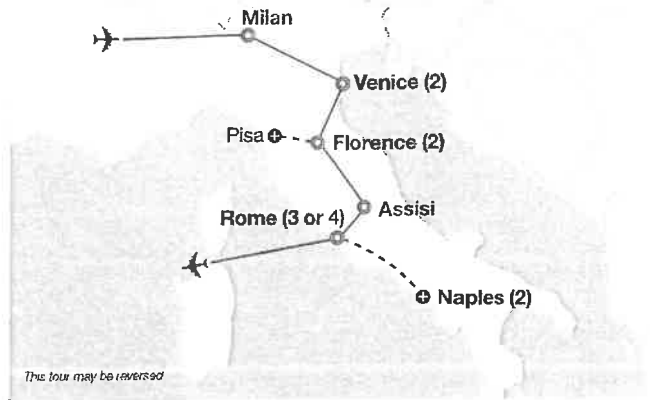 Milan
Venice (2)
Pisa
Florence (2)
Assisi
Rome (3 or 4)
Naples (2)
This tour may be reversed